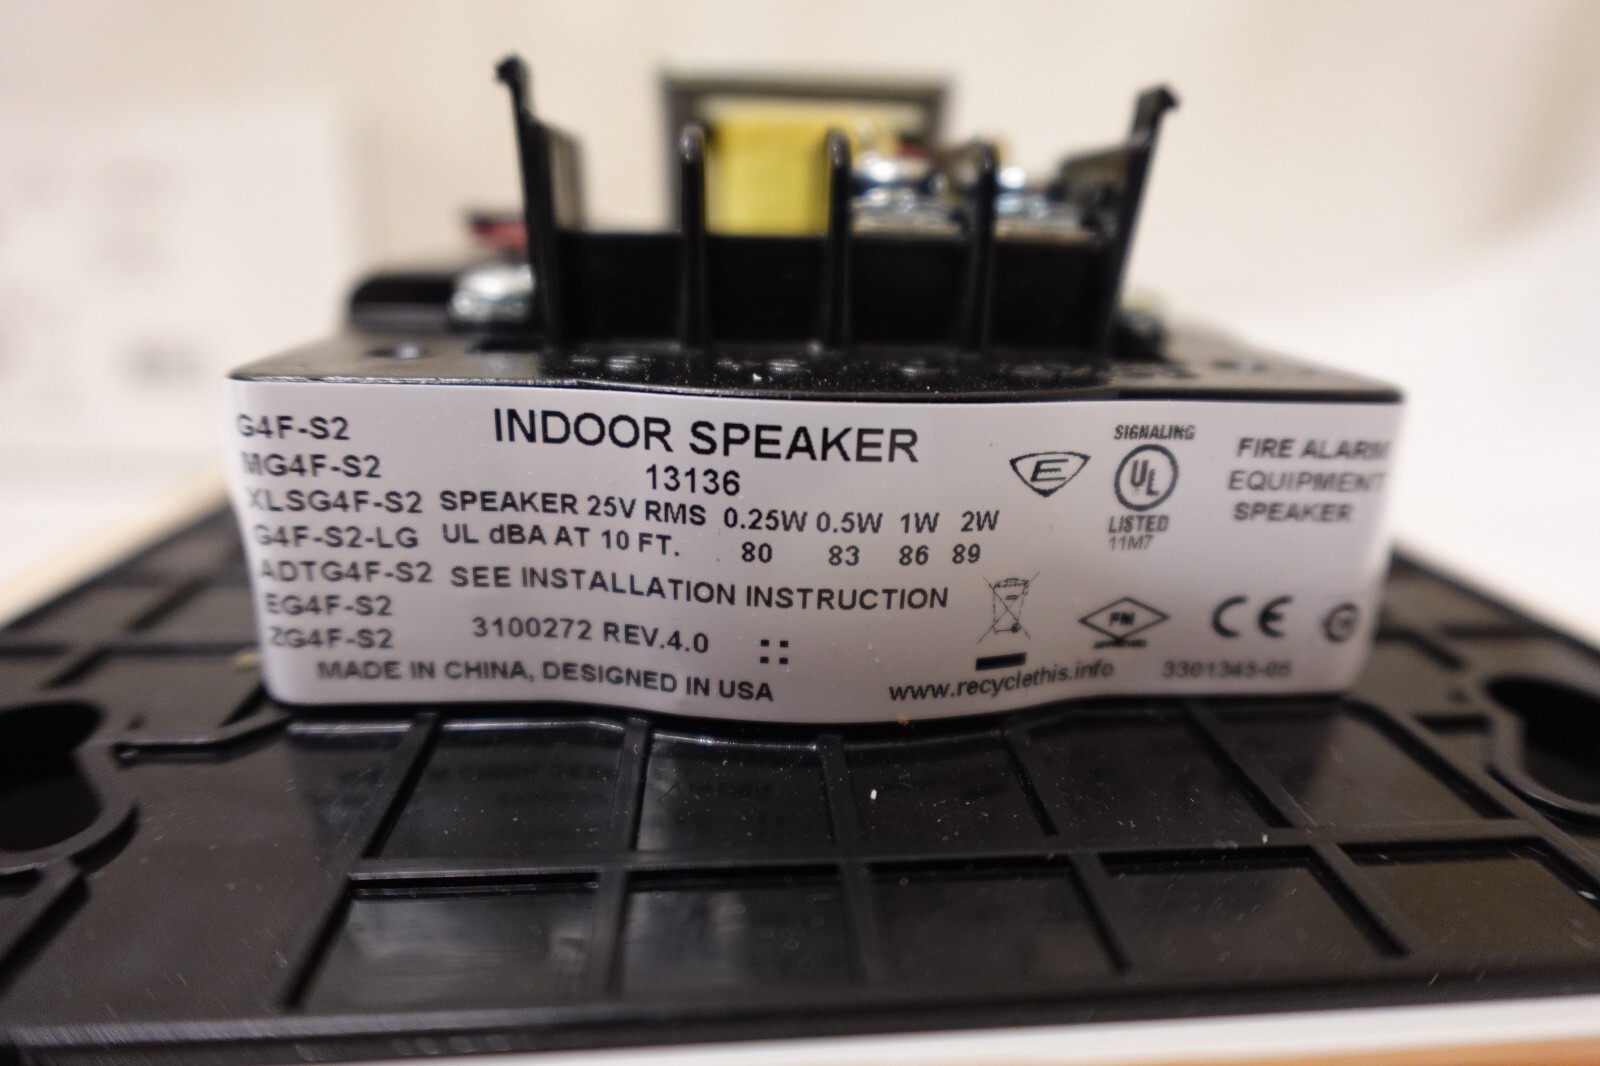 G4F-S2
MG4F-S2
XLSG4F-S2
G4F-S2-LG
ADTG4F-S2
EG4F-S2
ZG4F-S2
INDOOR SPEAKER
13136
SPEAKER 25V RMS 0.25W 0.5W 1W 2W
UL dBA AT 10 FT. 80 83 86 89
SEE INSTALLATION INSTRUCTION
3100272 REV.4.0
MADE IN CHINA, DESIGNED IN USA
E
SIGNALING
UL
LISTED
11M7
FIRE ALARM
EQUIPMENT
SPEAKER
FM
CE
www.recyclethis.info